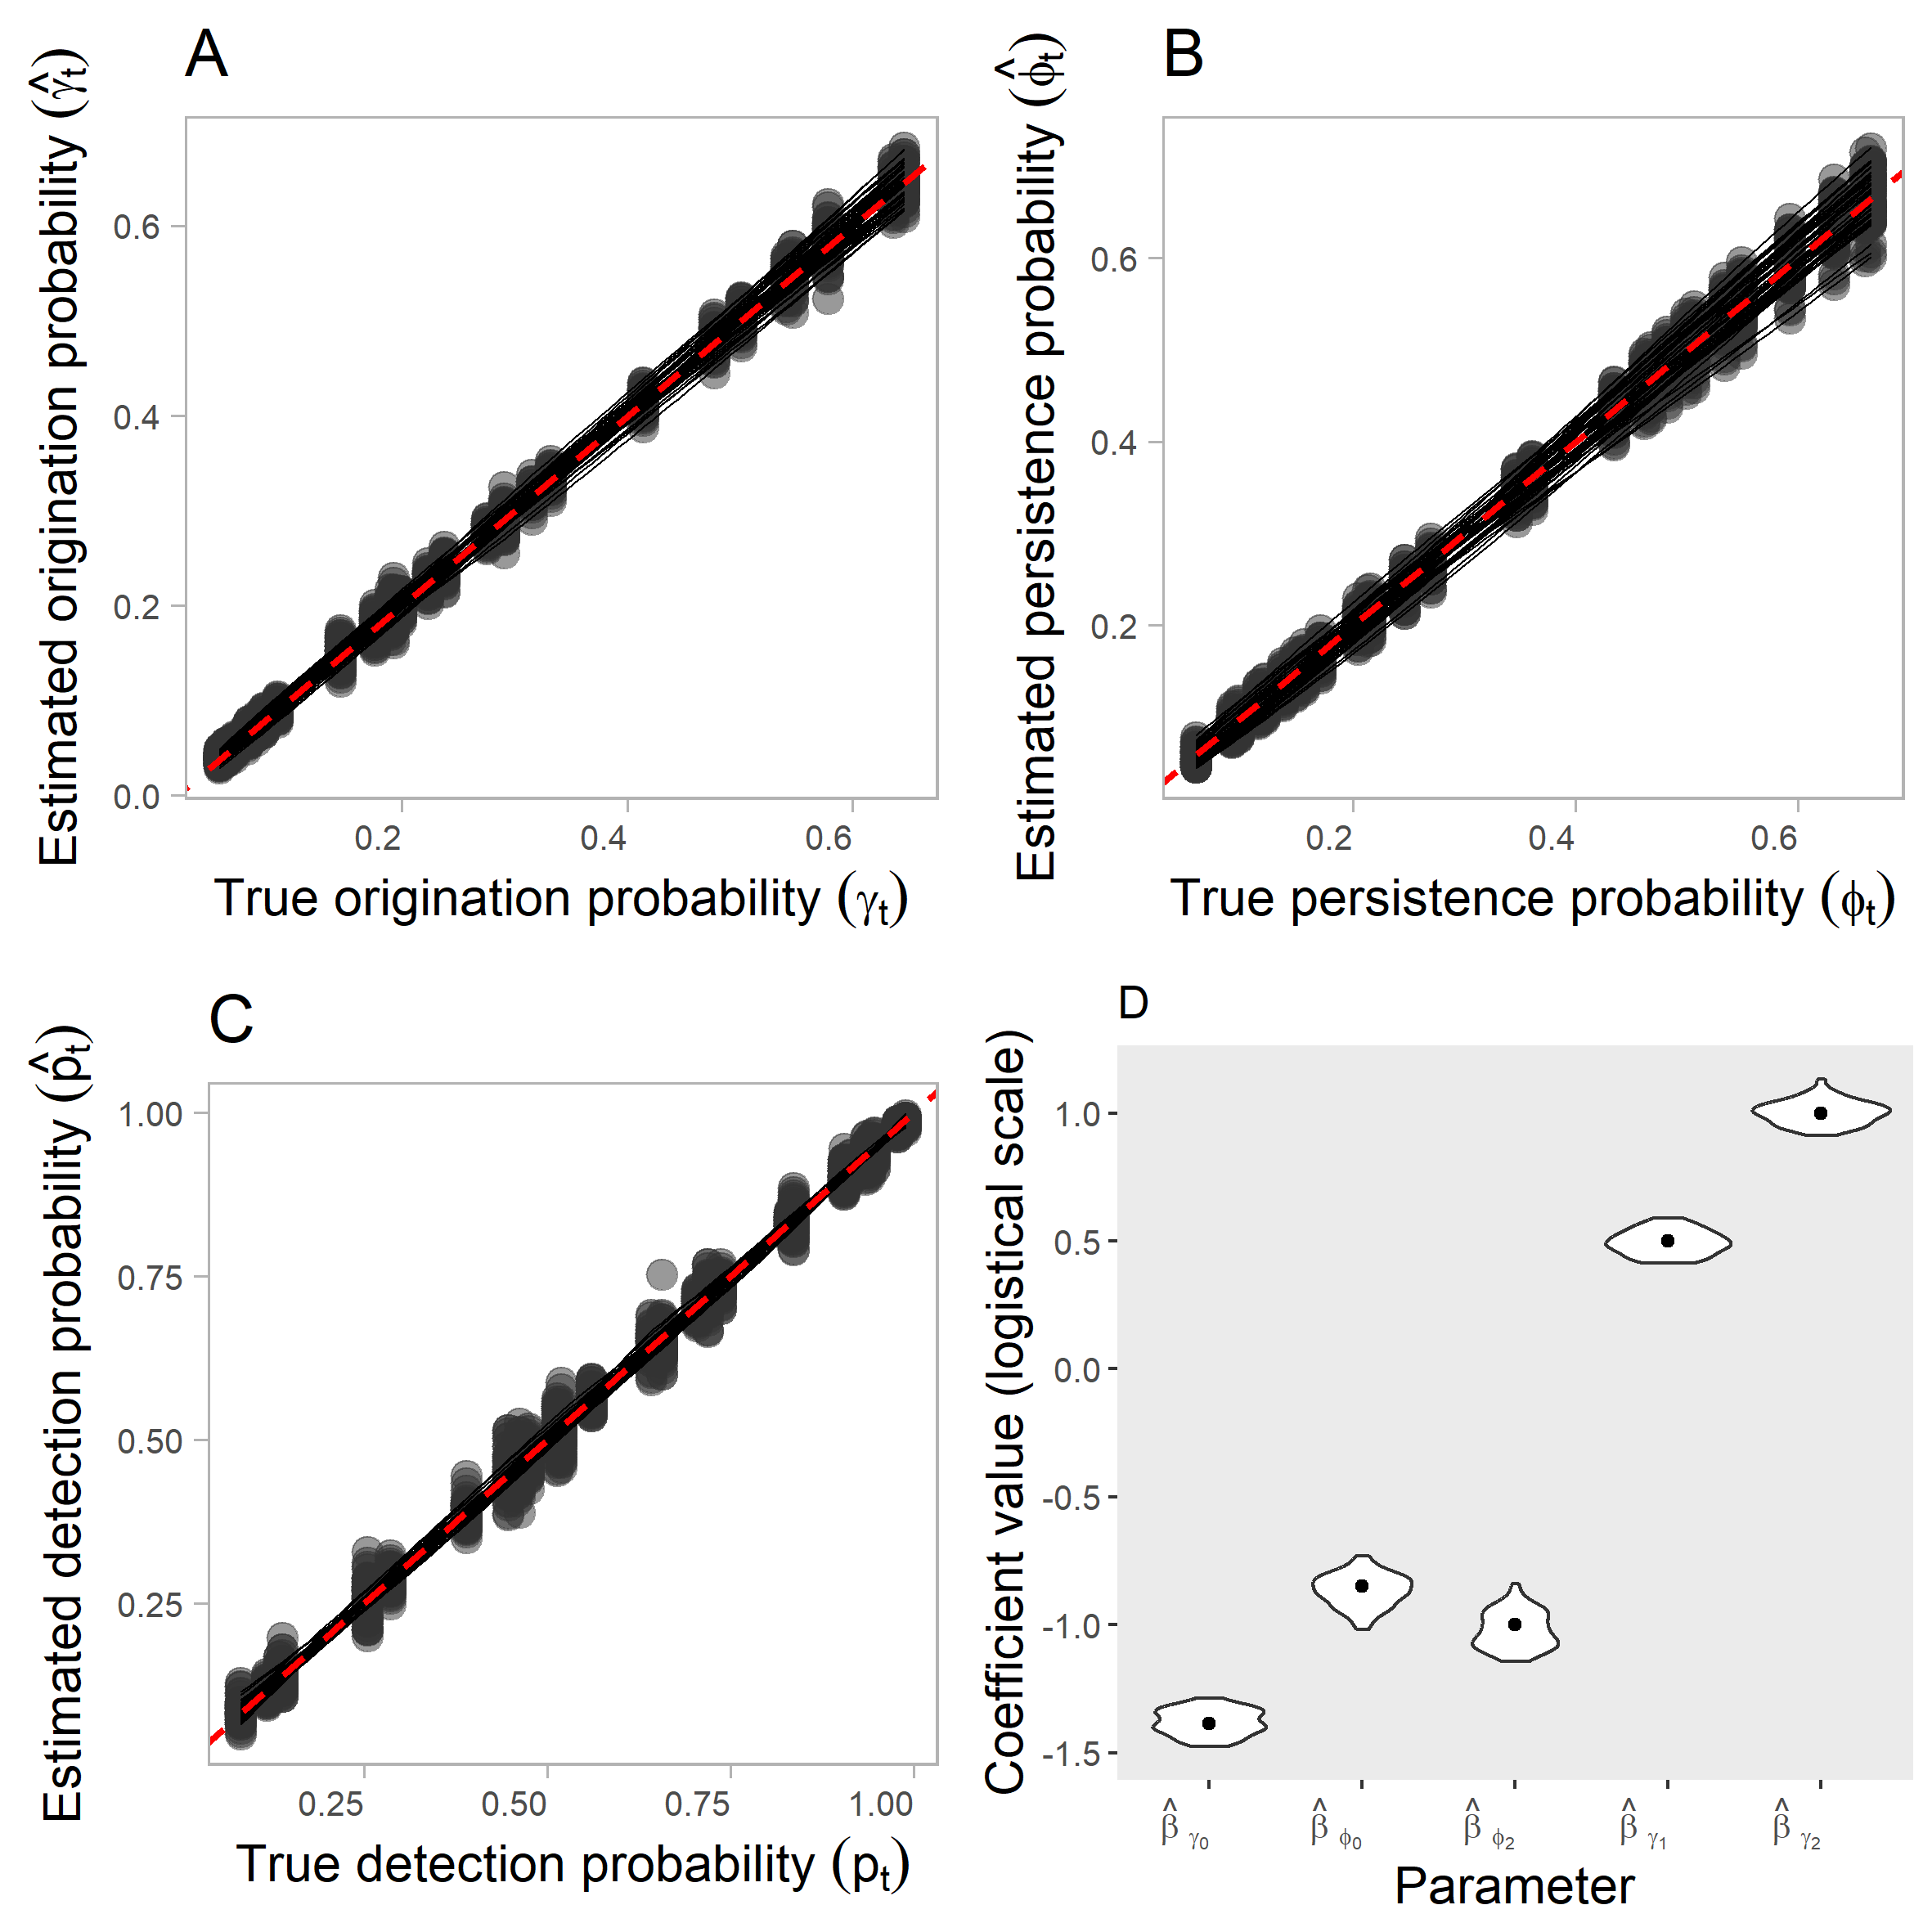 A
Estimated origination probability (γ̂t)
0.6
0.4
0.2
0.0
0.2 0.4 0.6
True origination probability (γt)
B
Estimated persistence probability (ϕ̂t)
0.6
0.4
0.2
0.2 0.4 0.6
True persistence probability (ϕt)
C
Estimated detection probability (p̂t)
1.00
0.75
0.50
0.25
0.25 0.50 0.75 1.00
True detection probability (pt)
D
Coefficient value (logistical scale)
1.0
0.5
0.0
-0.5
-1.0
-1.5
β̂ γ0 β̂ ϕ0 β̂ ϕ2 β̂ γ1 β̂ γ2
Parameter